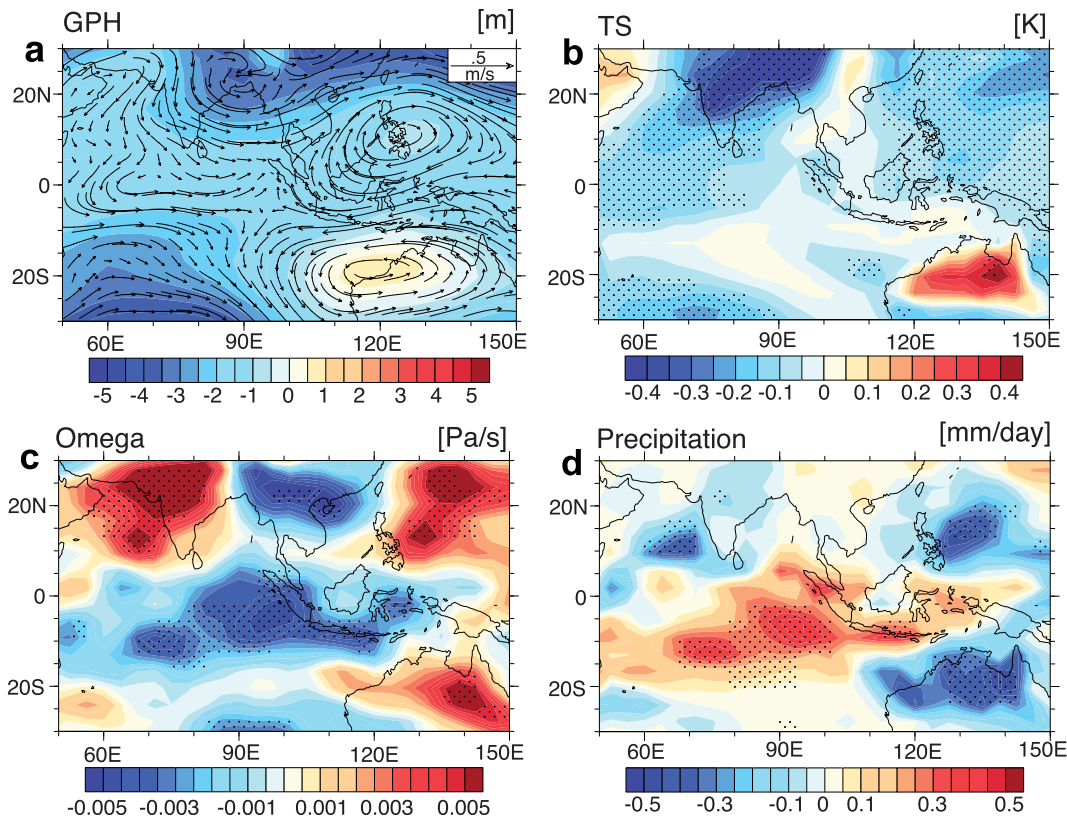 GPH [m]
a
.5
m/s
20N
0
20S
60E 90E 120E 150E
-5 -4 -3 -2 -1 0 1 2 3 4 5
TS [K]
b
20N
0
20S
60E 90E 120E 150E
-0.4 -0.3 -0.2 -0.1 0 0.1 0.2 0.3 0.4
Omega [Pa/s]
c
20N
0
20S
60E 90E 120E 150E
-0.005 -0.003 -0.001 0.001 0.003 0.005
Precipitation [mm/day]
d
20N
0
20S
60E 90E 120E 150E
-0.5 -0.3 -0.1 0 0.1 0.3 0.5